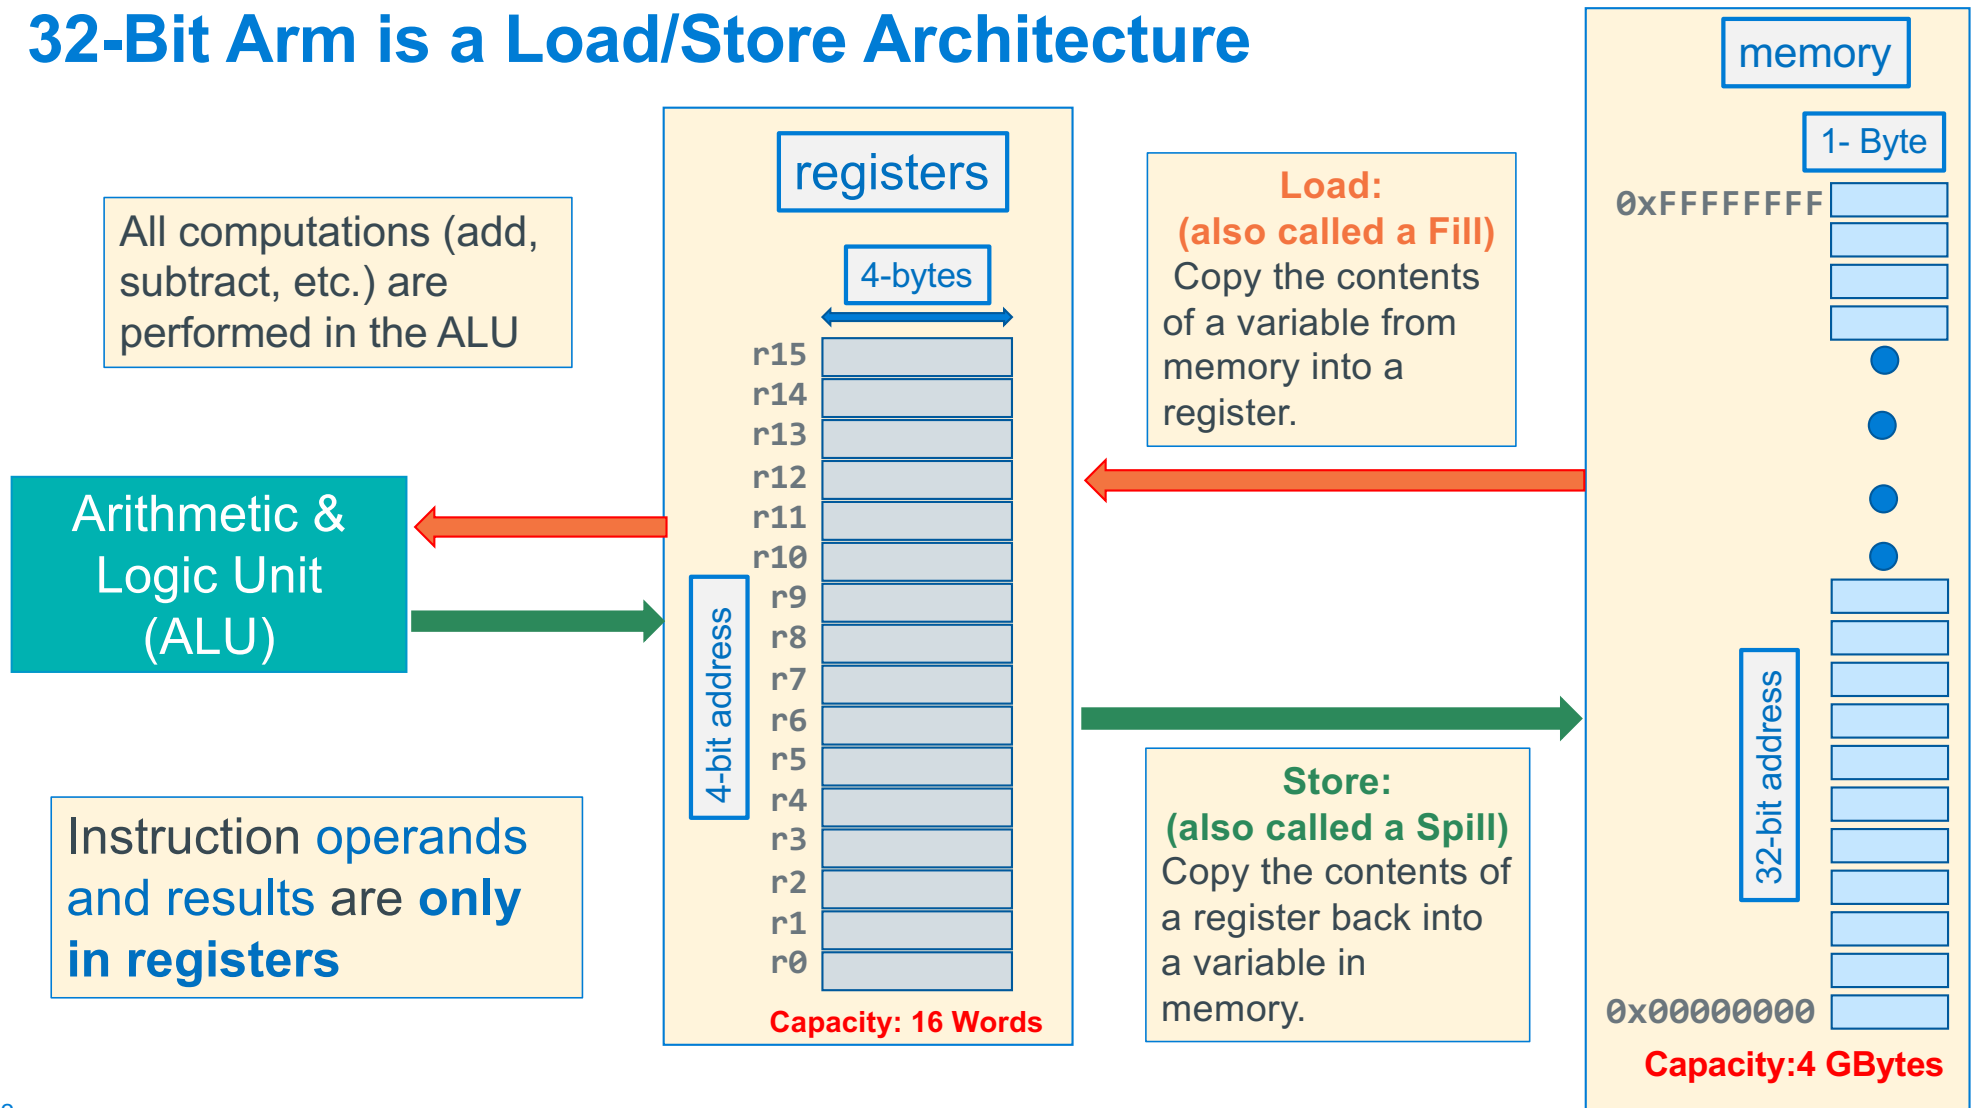 32-Bit Arm is a Load/Store Architecture
All computations (add,
subtract, etc.) are
performed in the ALU
Arithmetic &
Logic Unit
(ALU)
Instruction operands
and results are only
in registers
registers
4-bytes
r15
r14
r13
r12
r11
r10
r9
r8
r7
r6
r5
r4
r3
r2
r1
r0
4-bit address
Capacity: 16 Words
Load:
(also called a Fill)
Copy the contents
of a variable from
memory into a
register.
Store:
(also called a Spill)
Copy the contents of
a register back into
a variable in
memory.
memory
1- Byte
0xFFFFFFFF
32-bit address
0x00000000
Capacity:4 GBytes